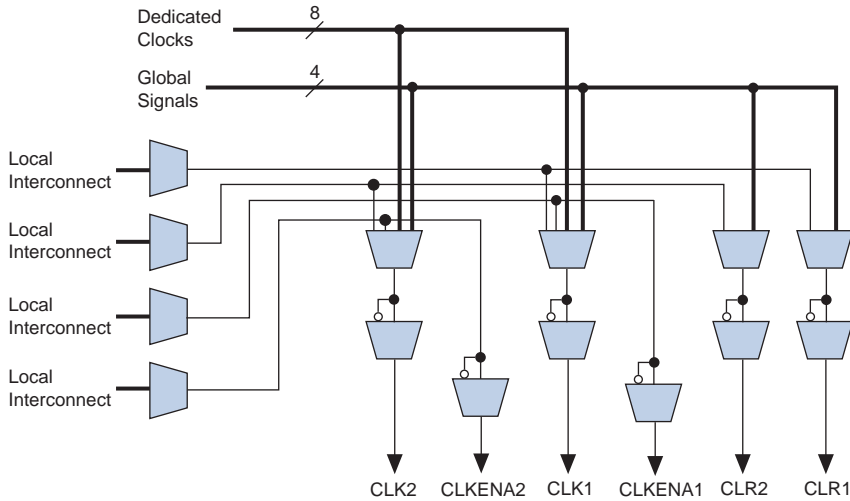 Dedicated
Clocks
8
Global
Signals
4
Local
Interconnect
Local
Interconnect
Local
Interconnect
Local
Interconnect
CLK2
CLKENA2
CLK1
CLKENA1
CLR2
CLR1